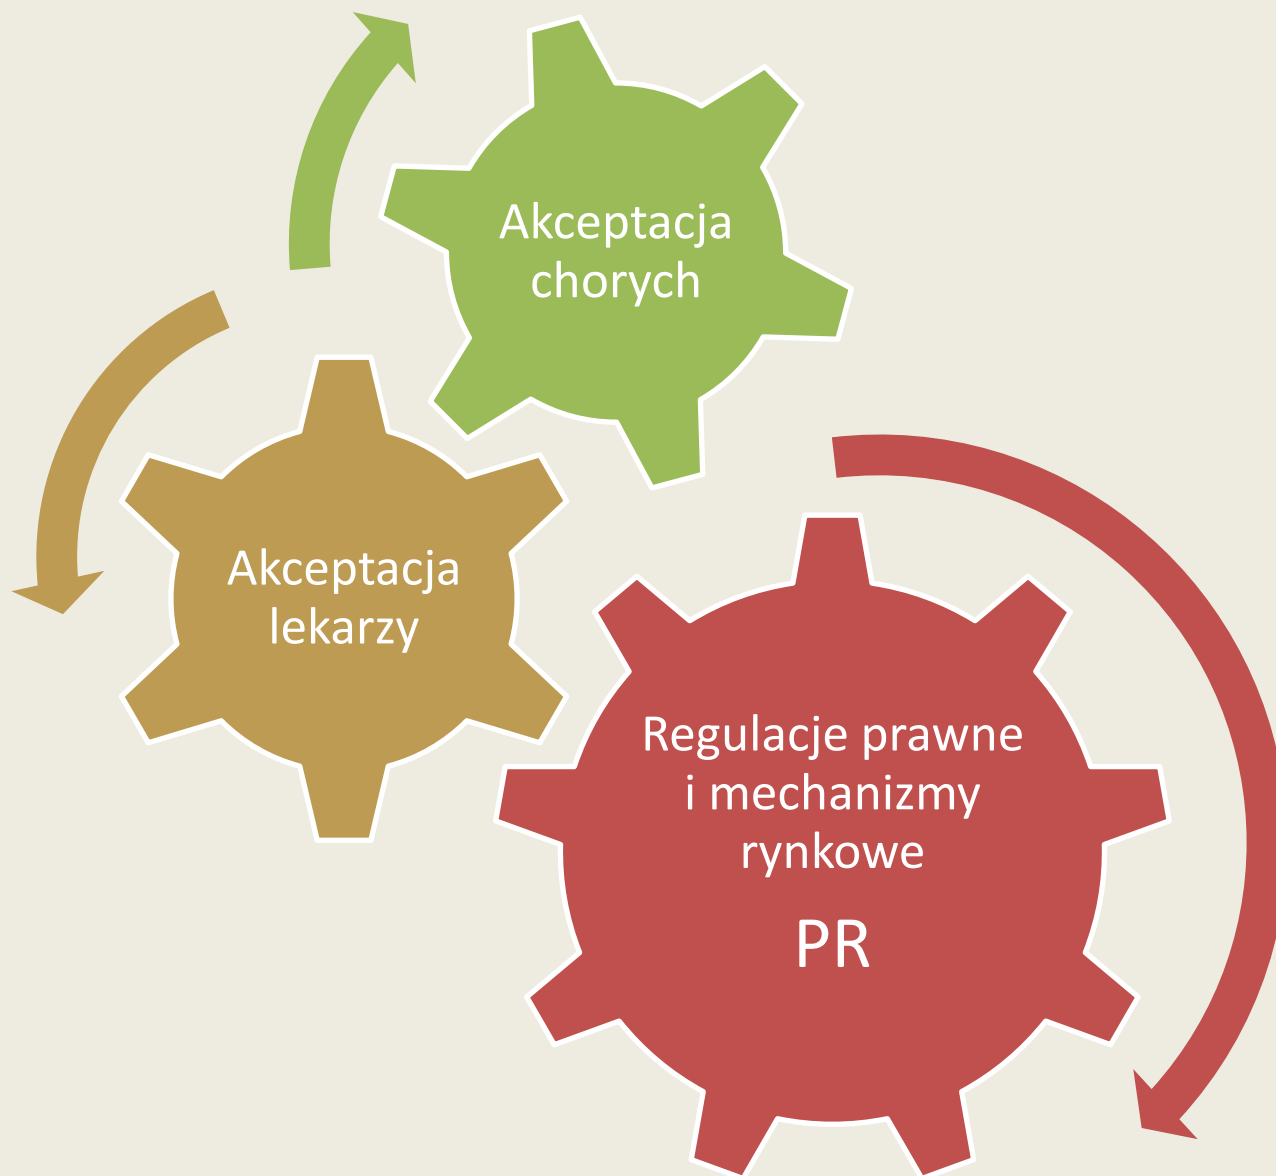 Akceptacja
chorych
Akceptacja
lekarzy
Regulacje prawne
i mechanizmy
rynkowe
PR